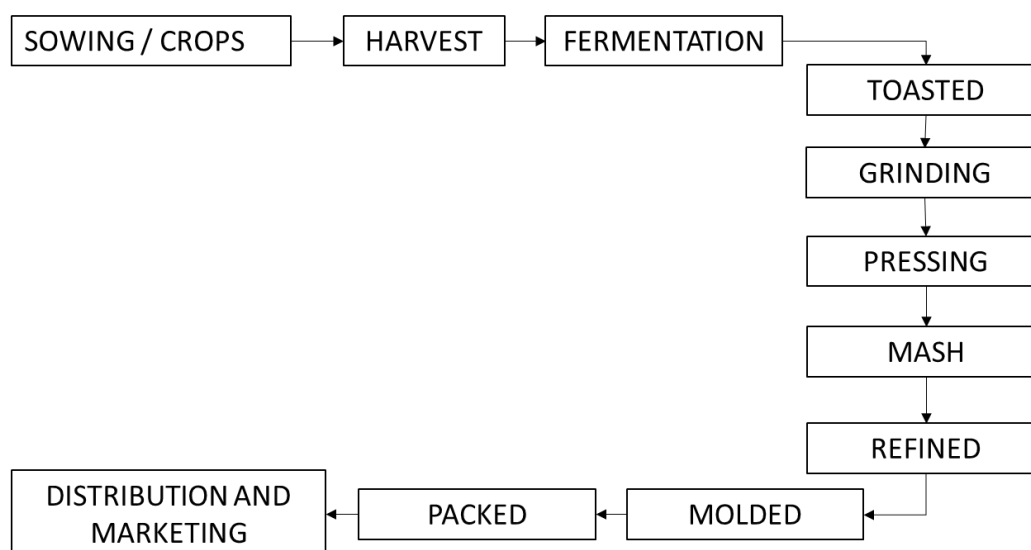 SOWING / CROPS
HARVEST
FERMENTATION
TOASTED
GRINDING
PRESSING
MASH
REFINED
MOLDED
PACKED
DISTRIBUTION AND
MARKETING